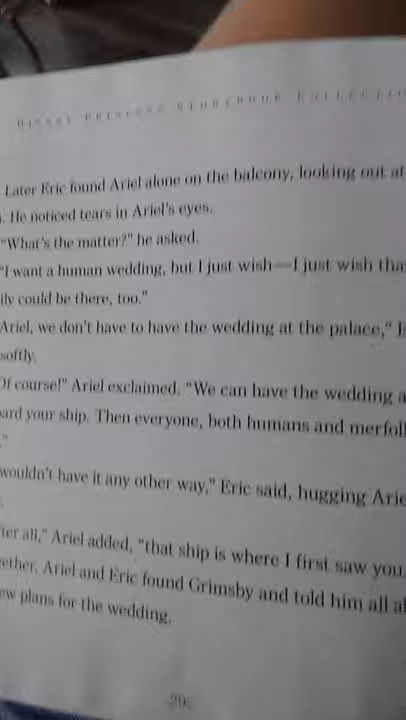 DISNEY PRINCESS STORYBOOK COLLECTIO
Later Eric found Ariel alone on the balcony, looking out at
. He noticed tears in Ariel's eyes.
"What's the matter?" he asked.
"I want a human wedding, but I just wish—I just wish tha
ily could be there, too."
Ariel, we don't have to have the wedding at the palace," E
softly.
Of course!" Ariel exclaimed. "We can have the wedding a
oard your ship. Then everyone, both humans and merfol
."
wouldn't have it any other way," Eric said, hugging Arie
.
ter all," Ariel added, "that ship is where I first saw you.
ether, Ariel and Eric found Grimsby and told him all a
ew plans for the wedding.